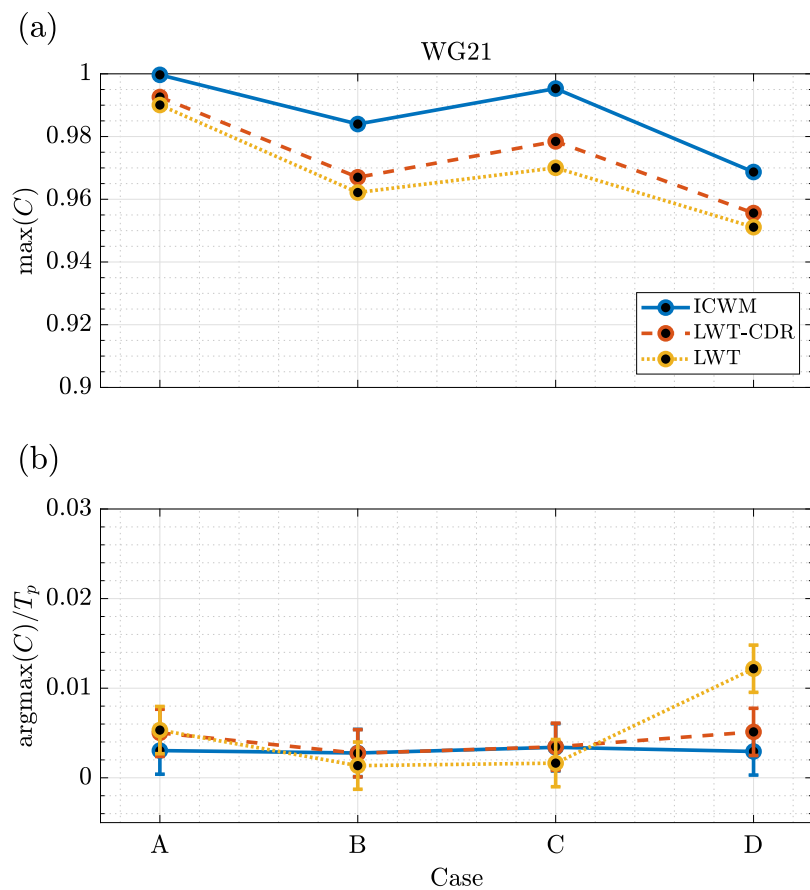 (a)
WG21
1
0.98
0.96
0.94
0.92
0.9
max(C)
ICWM
LWT-CDR
LWT
(b)
0.03
0.02
0.01
0
argmax(C)/T_p
A B C D
Case